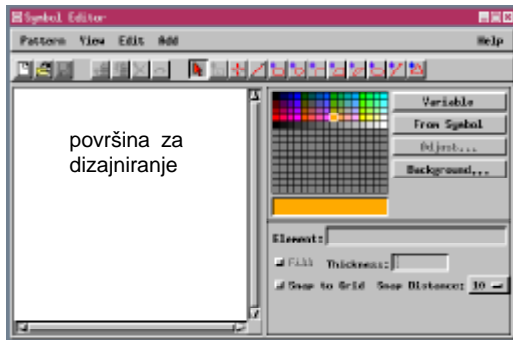 Symbol Editor
Pattern View Edit Add Help
površina za
dizajniranje
Variable
From Symbol
Adjust...
Background...
Element:
Fill Thickness:
Snap to Grid Snap Distance: 10